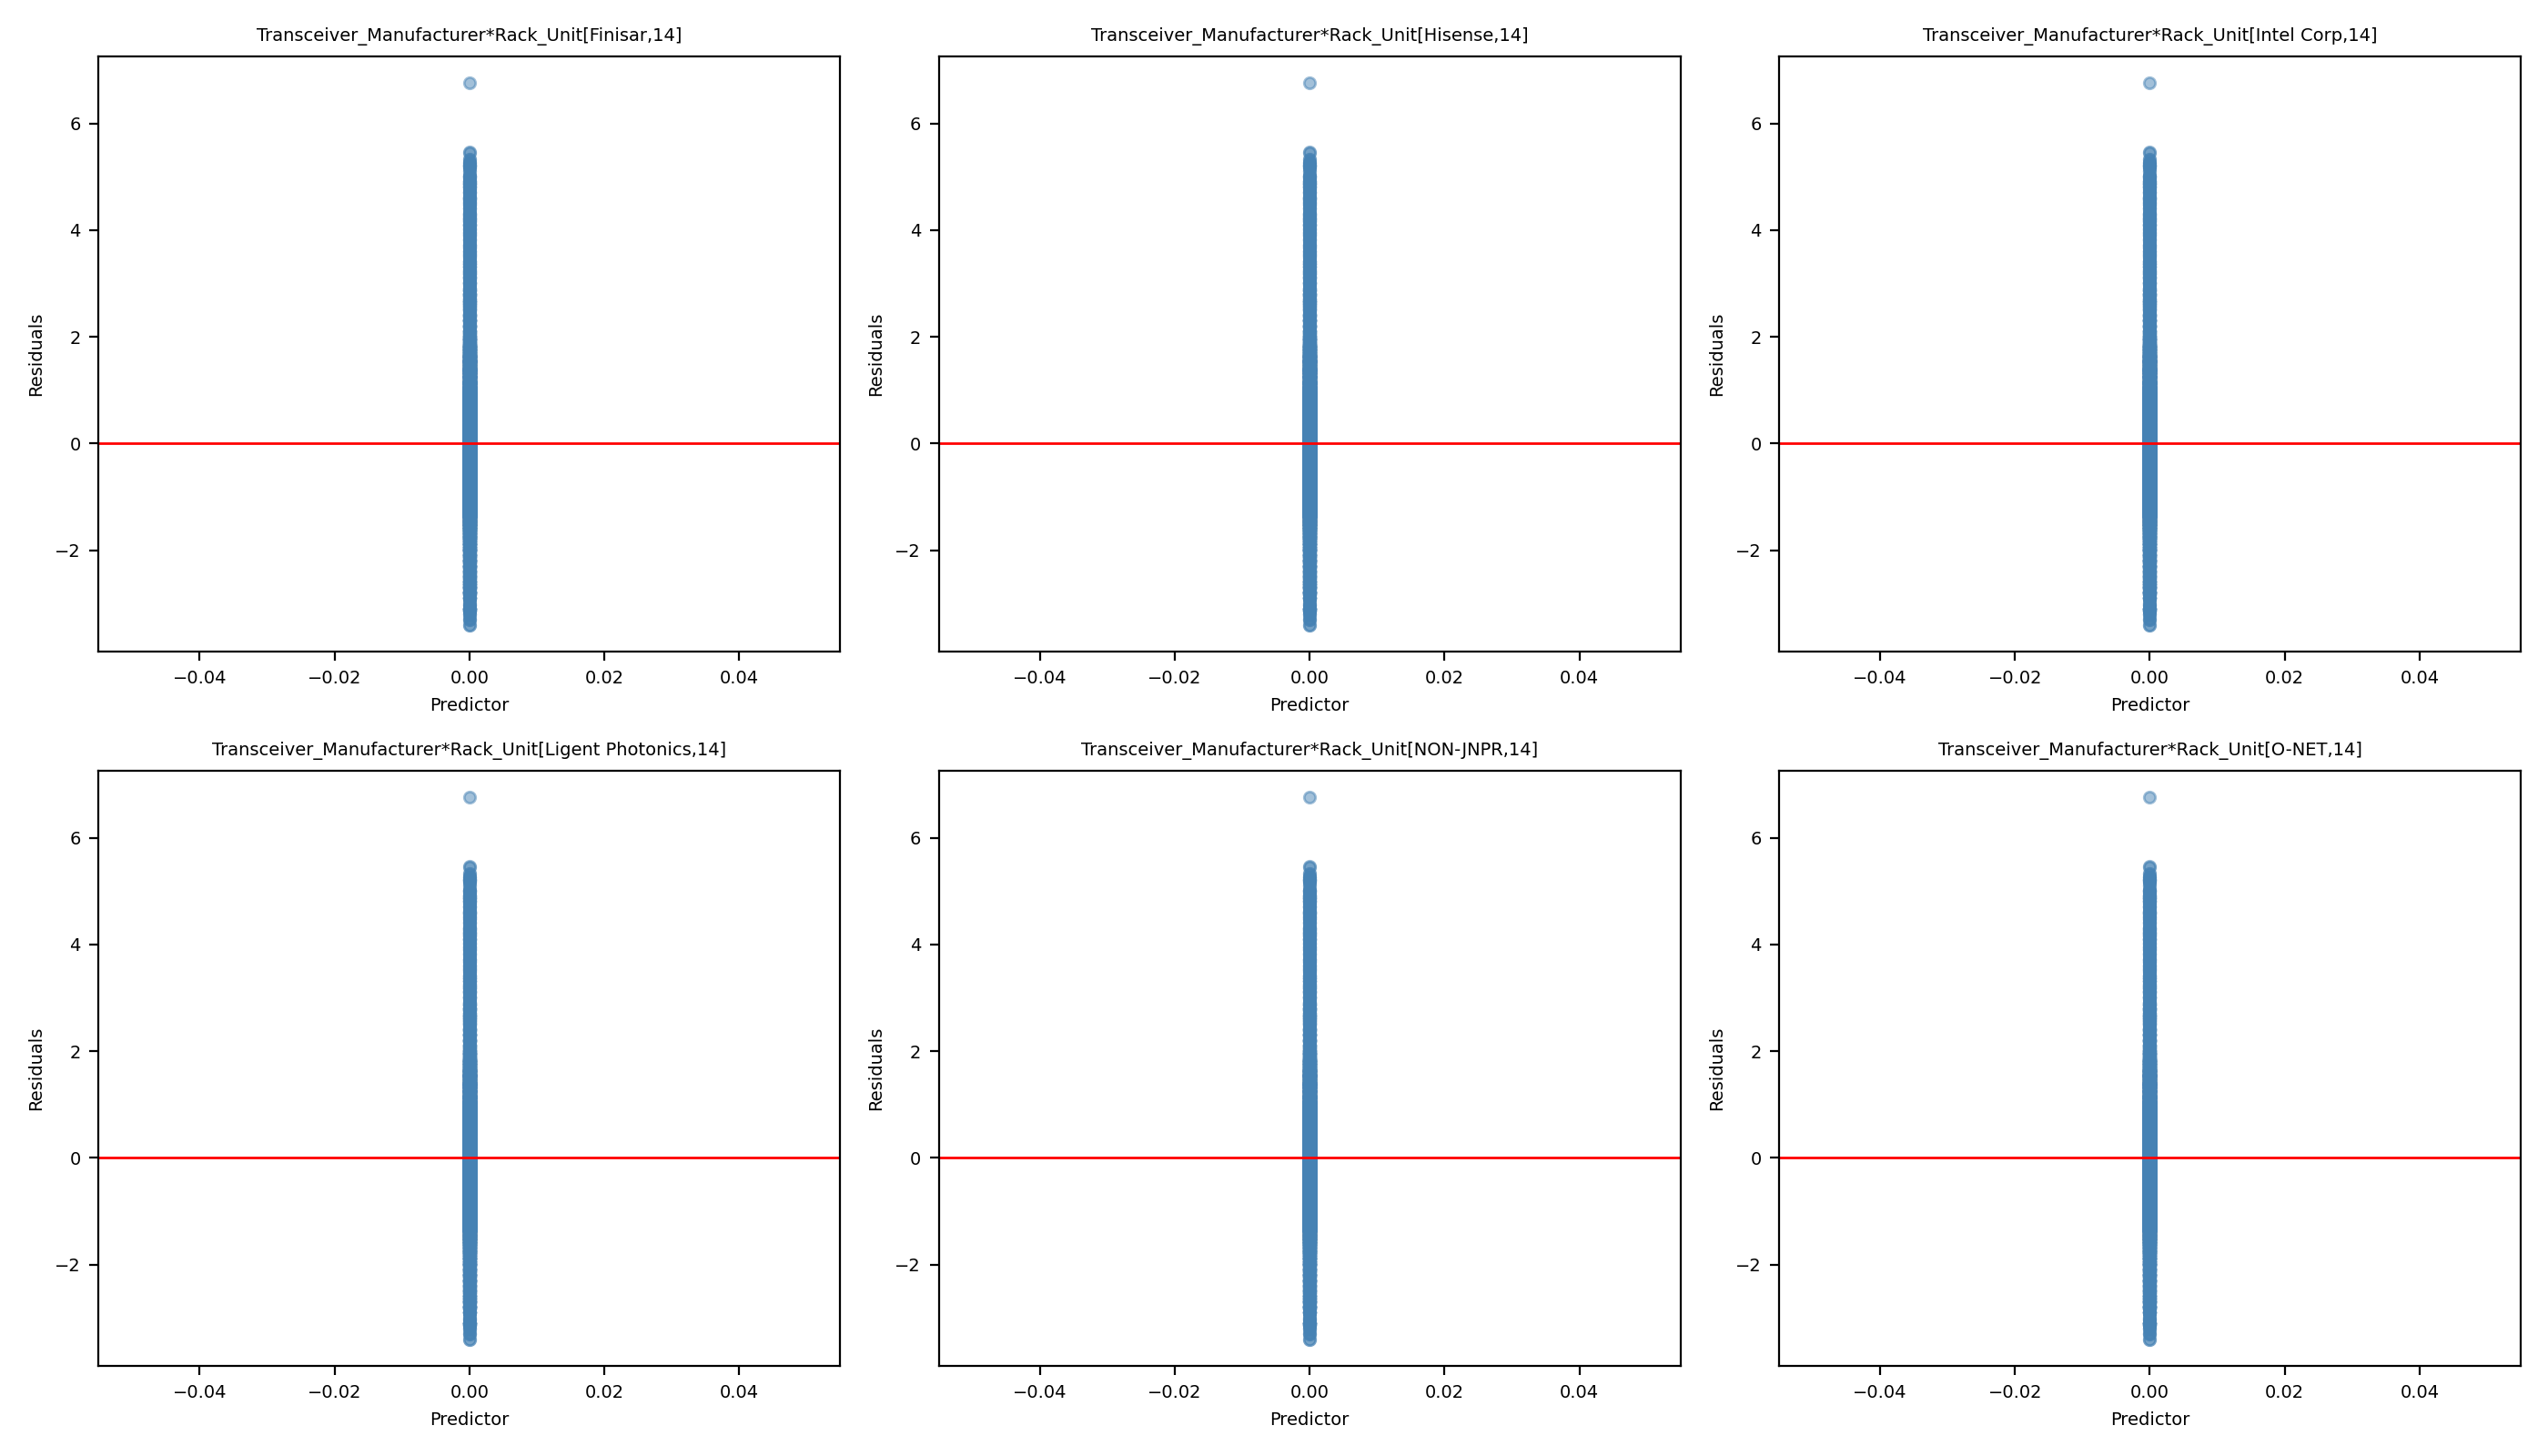 Transceiver_Manufacturer*Rack_Unit[Finisar,14]
6
4
2
0
−2
Residuals
−0.04 −0.02 0.00 0.02 0.04
Predictor
Transceiver_Manufacturer*Rack_Unit[Hisense,14]
6
4
2
0
−2
Residuals
−0.04 −0.02 0.00 0.02 0.04
Predictor
Transceiver_Manufacturer*Rack_Unit[Intel Corp,14]
6
4
2
0
−2
Residuals
−0.04 −0.02 0.00 0.02 0.04
Predictor
Transceiver_Manufacturer*Rack_Unit[Ligent Photonics,14]
6
4
2
0
−2
Residuals
−0.04 −0.02 0.00 0.02 0.04
Predictor
Transceiver_Manufacturer*Rack_Unit[NON-JNPR,14]
6
4
2
0
−2
Residuals
−0.04 −0.02 0.00 0.02 0.04
Predictor
Transceiver_Manufacturer*Rack_Unit[O-NET,14]
6
4
2
0
−2
Residuals
−0.04 −0.02 0.00 0.02 0.04
Predictor